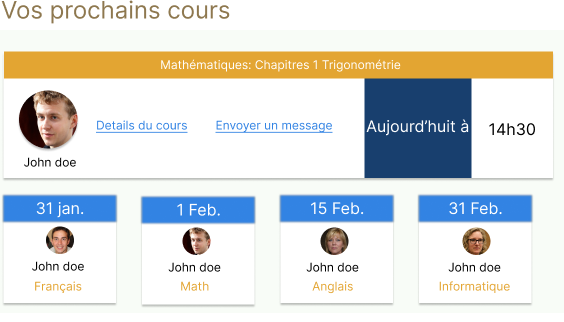 Vos prochains cours
Mathématiques: Chapitres 1 Trigonométrie
John doe
Details du cours
Envoyer un message
Aujourd'huit à
14h30
31 jan.
John doe
Français
1 Feb.
John doe
Math
15 Feb.
John doe
Anglais
31 Feb.
John doe
Informatique